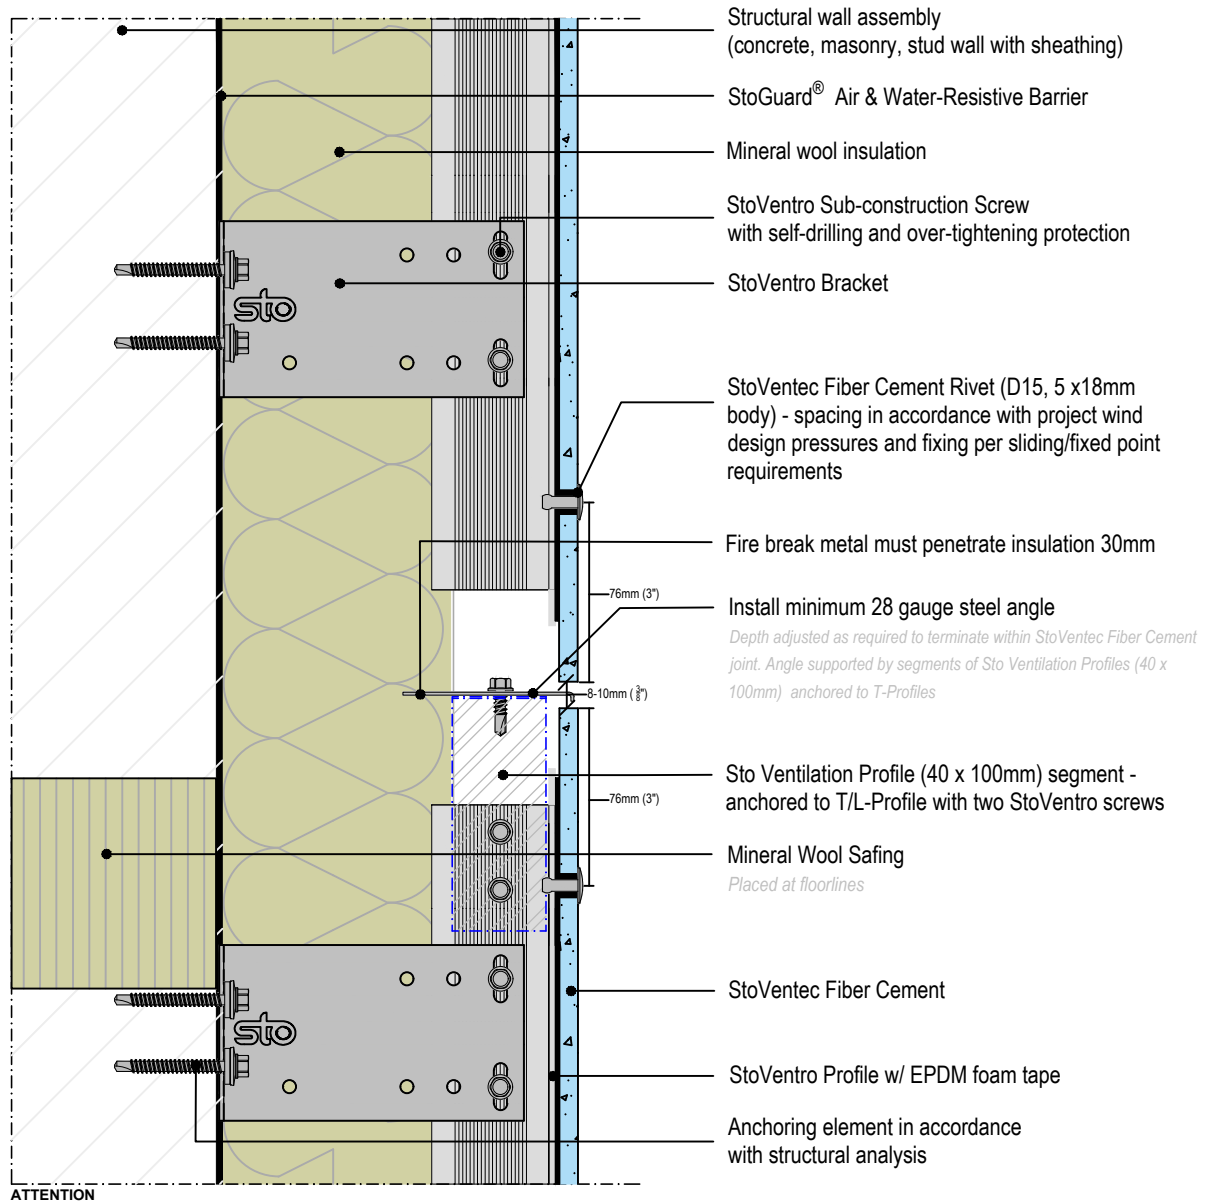 Structural wall assembly
(concrete, masonry, stud wall with sheathing)
StoGuard® Air & Water-Resistive Barrier
Mineral wool insulation
StoVentro Sub-construction Screw
with self-drilling and over-tightening protection
StoVentro Bracket
sto
StoVentec Fiber Cement Rivet (D15, 5 x18mm
body) - spacing in accordance with project wind
design pressures and fixing per sliding/fixed point
requirements
Fire break metal must penetrate insulation 30mm
76mm (3")
Install minimum 28 gauge steel angle
Depth adjusted as required to terminate within StoVentec Fiber Cement
joint. Angle supported by segments of Sto Ventilation Profiles (40 x
100mm) anchored to T-Profiles
8-10mm ( 3/8")
Sto Ventilation Profile (40 x 100mm) segment -
anchored to T/L-Profile with two StoVentro screws
76mm (3")
Mineral Wool Safing
Placed at floorlines
StoVentec Fiber Cement
sto
StoVentro Profile w/ EPDM foam tape
Anchoring element in accordance
with structural analysis
ATTENTION